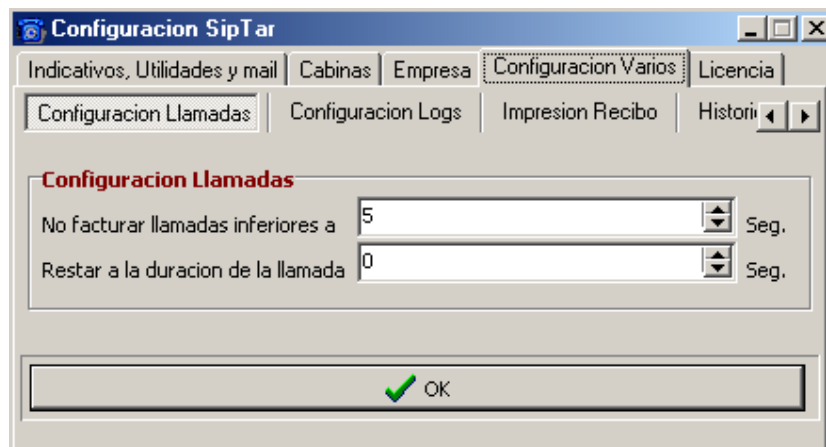 Configuracion SipTar
Indicativos, Utilidades y mail Cabinas Empresa Configuracion Varios Licencia
Configuracion Llamadas Configuracion Logs Impresion Recibo
Configuracion Llamadas
No facturar llamadas inferiores a 5 Seg.
Restar a la duracion de la llamada 0 Seg.
OK